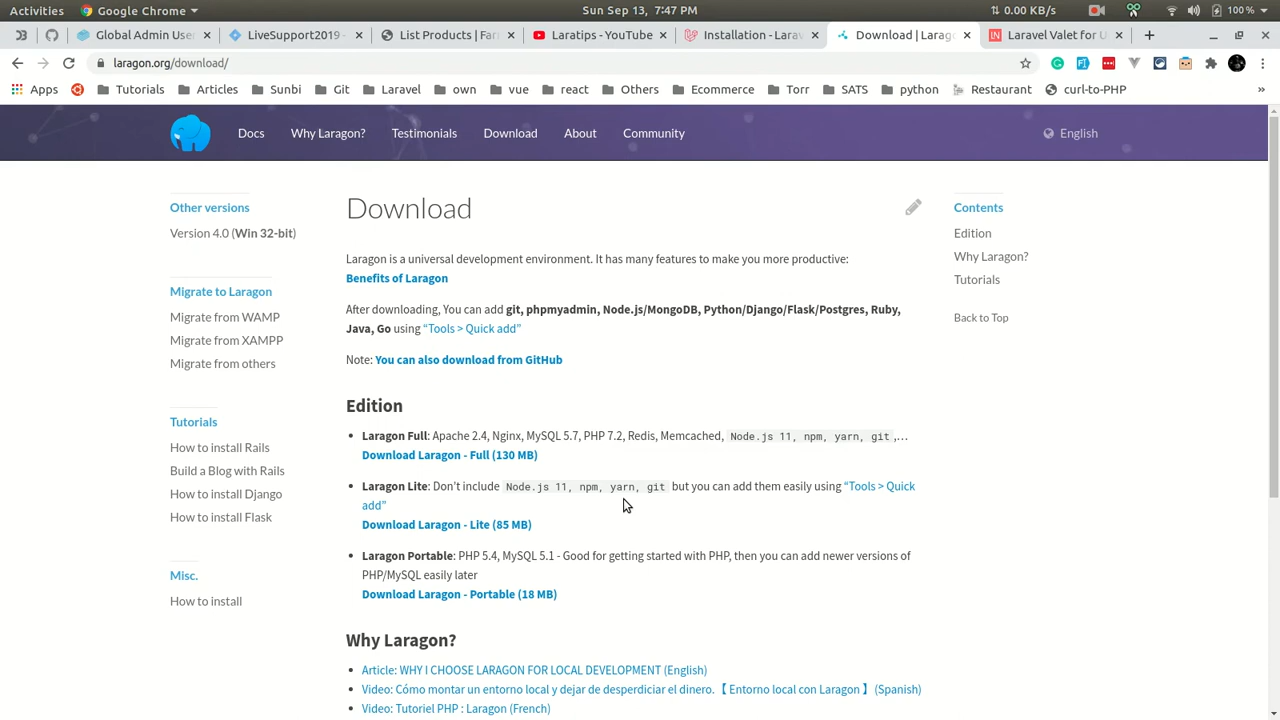 Activities Google Chrome Sun Sep 13, 7:47 PM 0.00 KB/s 100 %
Global Admin Use LiveSupport2019 - List Products | Far Laratips - YouTube Installation - Larav Download | Larago Laravel Valet for U
laragon.org/download/
Apps Tutorials Articles Sunbi Git Laravel own vue react Others Ecommerce Torr SATS python Restaurant curl-to-PHP »
Docs Why Laragon? Testimonials Download About Community English
Other versions
Version 4.0 (Win 32-bit)
Migrate to Laragon
Migrate from WAMP
Migrate from XAMPP
Migrate from others
Tutorials
How to install Rails
Build a Blog with Rails
How to install Django
How to install Flask
Misc.
How to install
Download
Laragon is a universal development environment. It has many features to make you more productive:
Benefits of Laragon
After downloading, You can add git, phpmyadmin, Node.js/MongoDB, Python/Django/Flask/Postgres, Ruby,
Java, Go using “Tools > Quick add”
Note: You can also download from GitHub
Edition
• Laragon Full: Apache 2.4, Nginx, MySQL 5.7, PHP 7.2, Redis, Memcached, Node.js 11, npm, yarn, git ,…
Download Laragon - Full (130 MB)
• Laragon Lite: Don’t include Node.js 11, npm, yarn, git but you can add them easily using “Tools > Quick
add”
Download Laragon - Lite (85 MB)
• Laragon Portable: PHP 5.4, MySQL 5.1 - Good for getting started with PHP, then you can add newer versions of
PHP/MySQL easily later
Download Laragon - Portable (18 MB)
Why Laragon?
• Article: WHY I CHOOSE LARAGON FOR LOCAL DEVELOPMENT (English)
• Video: Cómo montar un entorno local y dejar de desperdiciar el dinero.【 Entorno local con Laragon 】(Spanish)
• Video: Tutoriel PHP : Laragon (French)
Contents
Edition
Why Laragon?
Tutorials
Back to Top